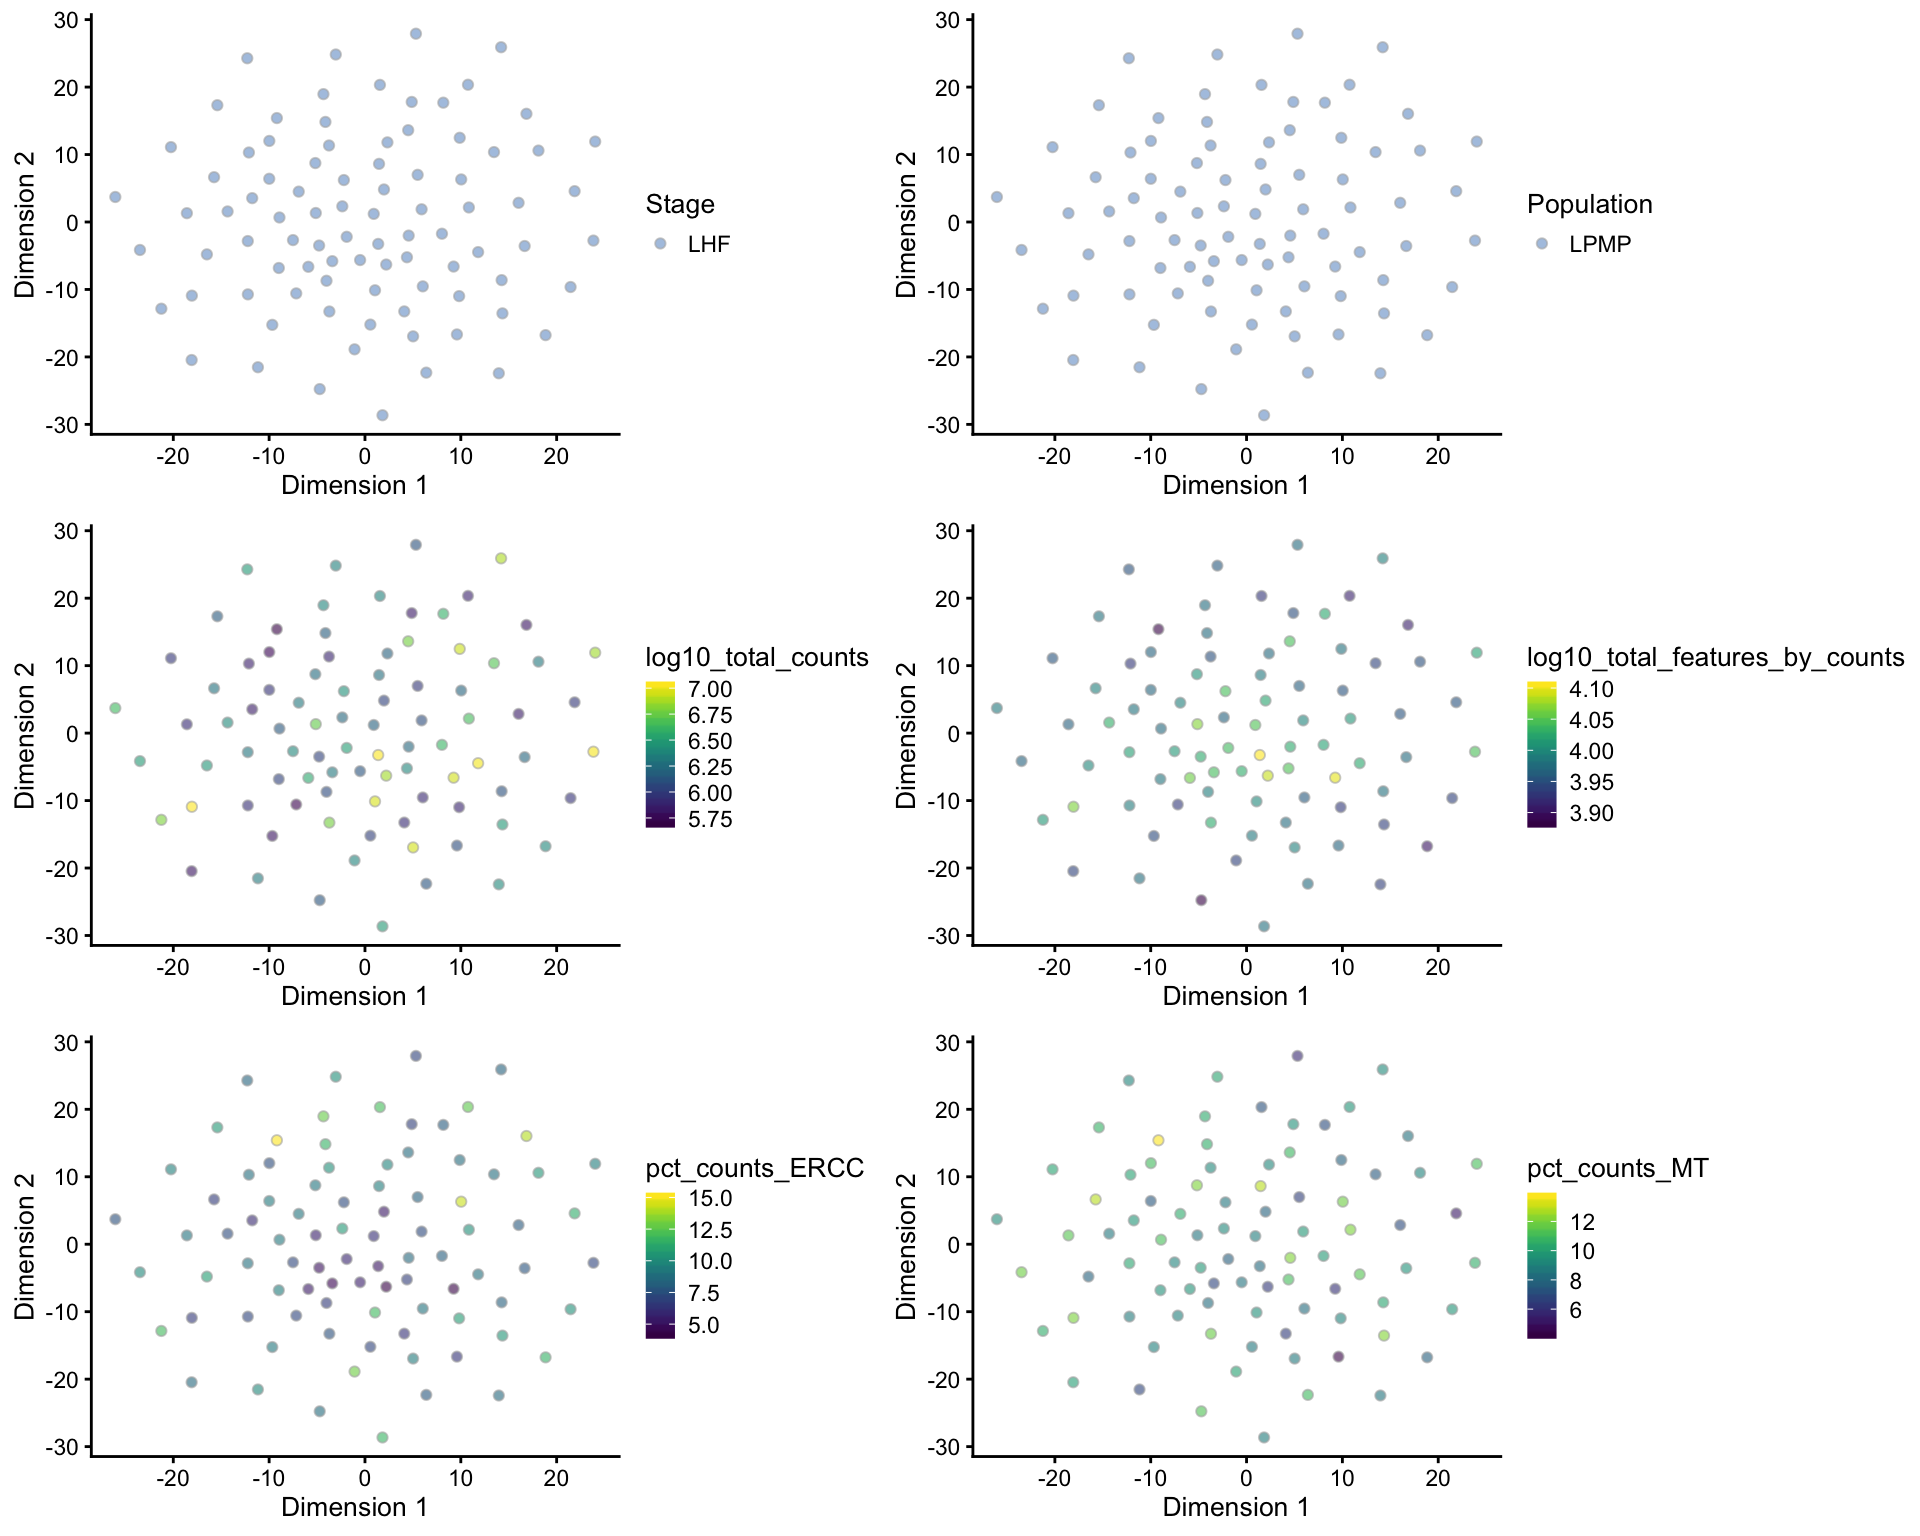 30
20
10
0
-10
-20
-30
Dimension 2
-20 -10 0 10 20
Dimension 1
Stage
LHF
30
20
10
0
-10
-20
-30
Dimension 2
-20 -10 0 10 20
Dimension 1
Population
LPMP
30
20
10
0
-10
-20
-30
Dimension 2
-20 -10 0 10 20
Dimension 1
log10_total_counts
7.00
6.75
6.50
6.25
6.00
5.75
30
20
10
0
-10
-20
-30
Dimension 2
-20 -10 0 10 20
Dimension 1
log10_total_features_by_counts
4.10
4.05
4.00
3.95
3.90
30
20
10
0
-10
-20
-30
Dimension 2
-20 -10 0 10 20
Dimension 1
pct_counts_ERCC
15.0
12.5
10.0
7.5
5.0
30
20
10
0
-10
-20
-30
Dimension 2
-20 -10 0 10 20
Dimension 1
pct_counts_MT
12
10
8
6